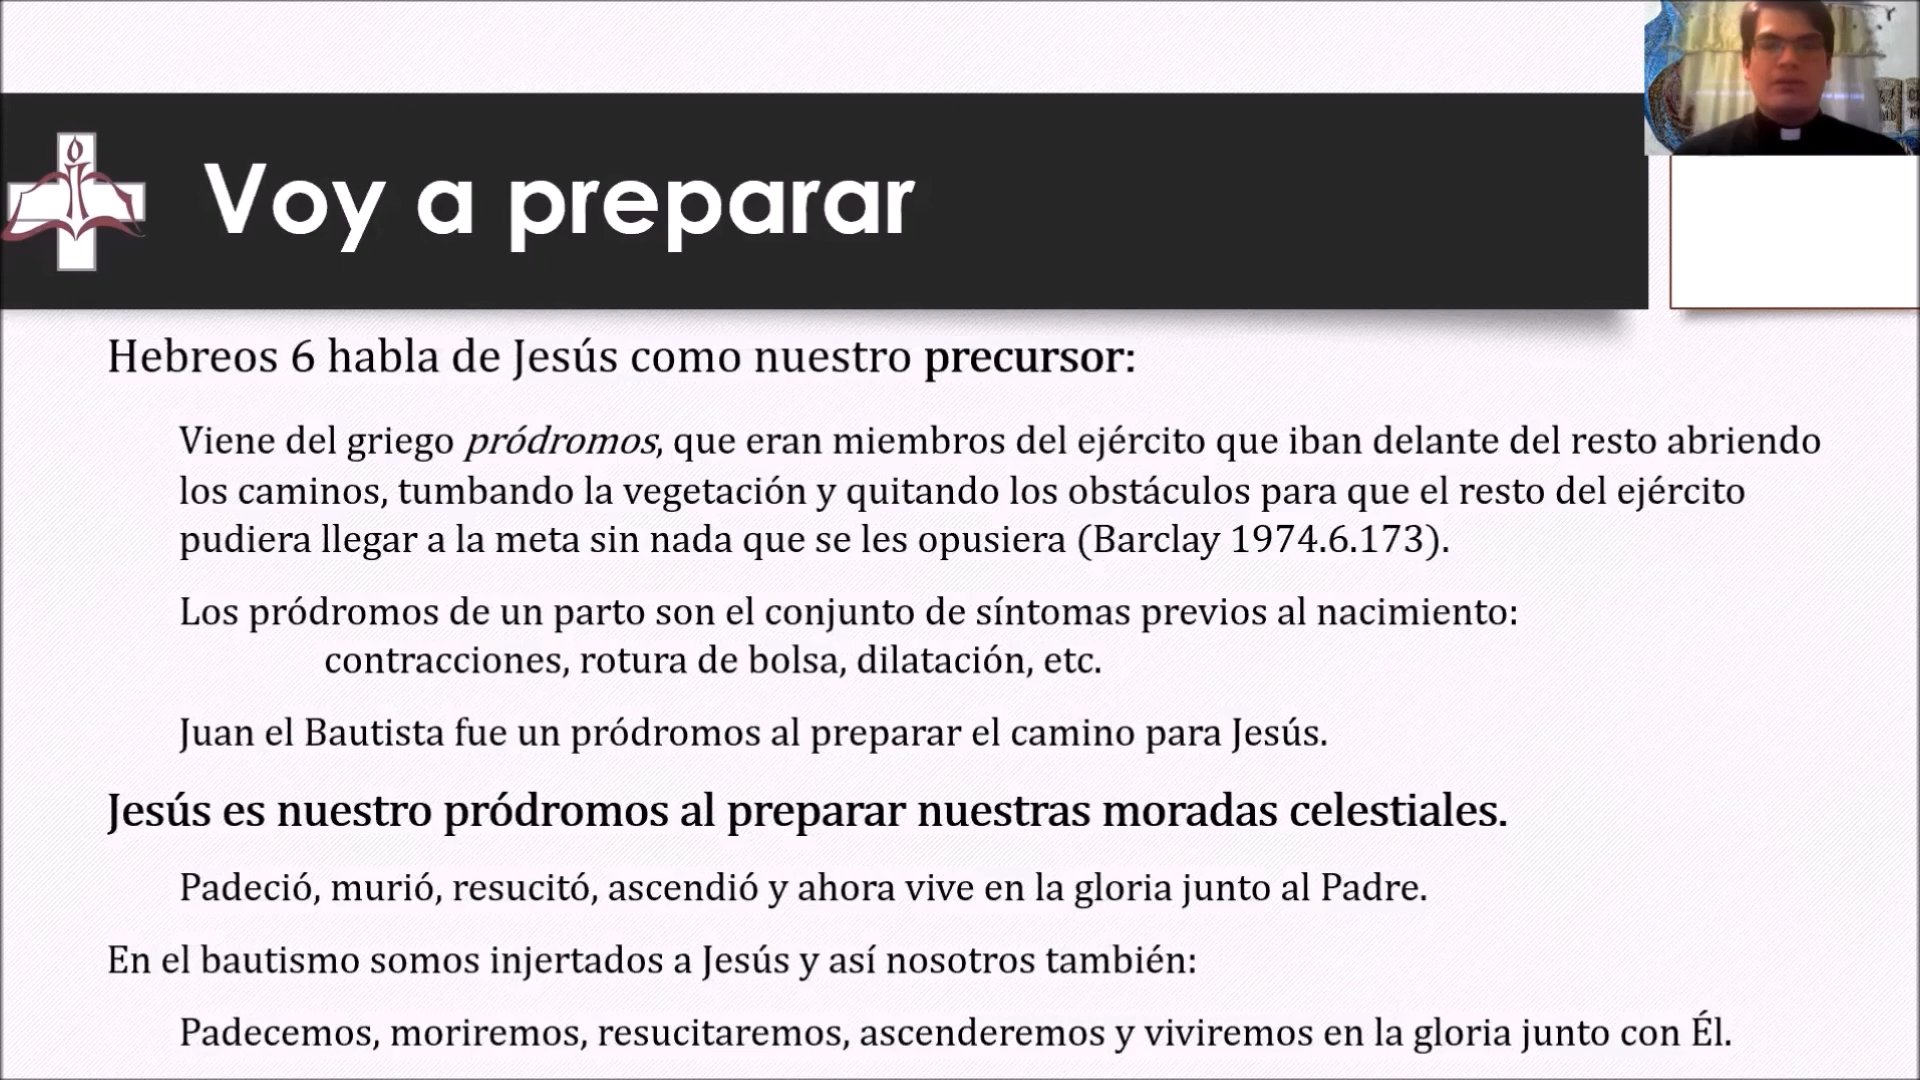 Voy a preparar
Hebreos 6 habla de Jesús como nuestro precursor:
Viene del griego pródromos, que eran miembros del ejército que iban delante del resto abriendo
los caminos, tumbando la vegetación y quitando los obstáculos para que el resto del ejército
pudiera llegar a la meta sin nada que se les opusiera (Barclay 1974.6.173).
Los pródromos de un parto son el conjunto de síntomas previos al nacimiento:
contracciones, rotura de bolsa, dilatación, etc.
Juan el Bautista fue un pródromos al preparar el camino para Jesús.
Jesús es nuestro pródromos al preparar nuestras moradas celestiales.
Padeció, murió, resucitó, ascendió y ahora vive en la gloria junto al Padre.
En el bautismo somos injertados a Jesús y así nosotros también:
Padecemos, moriremos, resucitaremos, ascenderemos y viviremos en la gloria junto con Él.